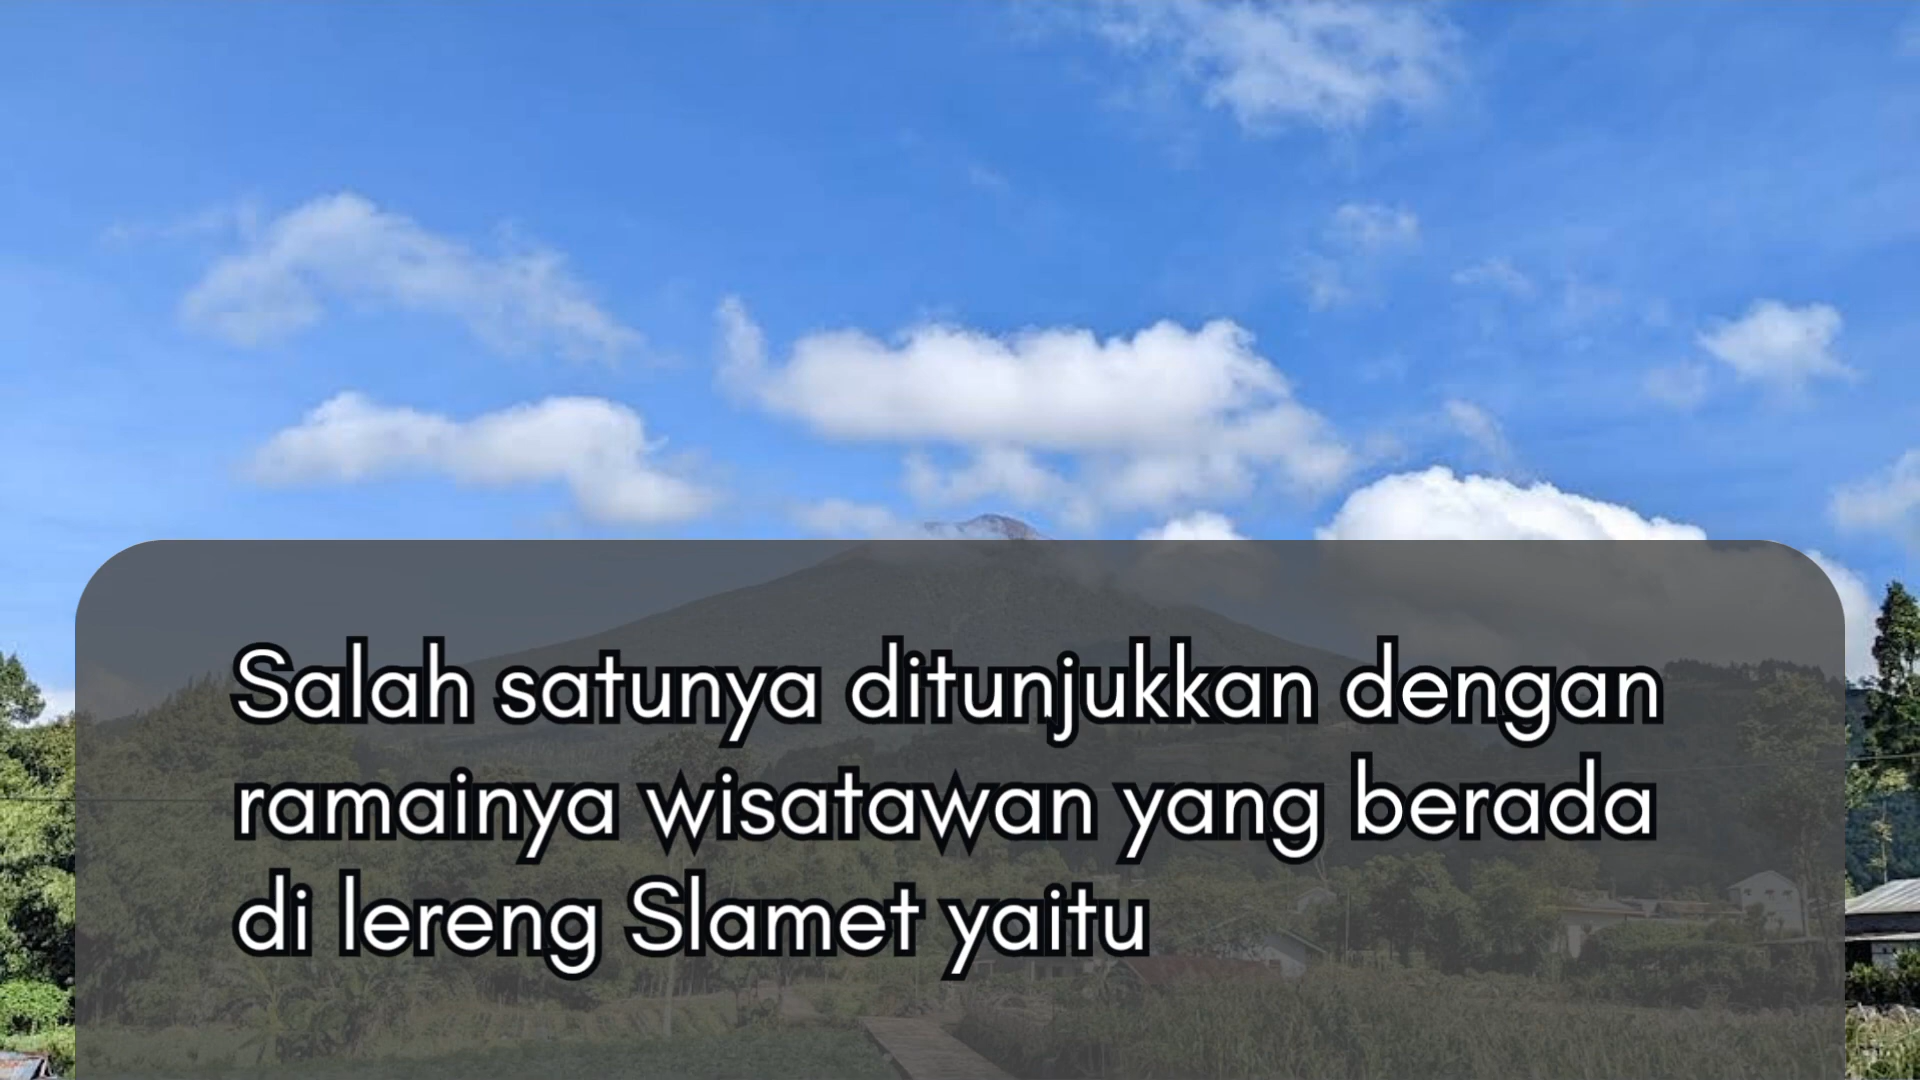 Salah satunya ditunjukkan dengan
ramainya wisatawan yang berada
di lereng Slamet yaitu